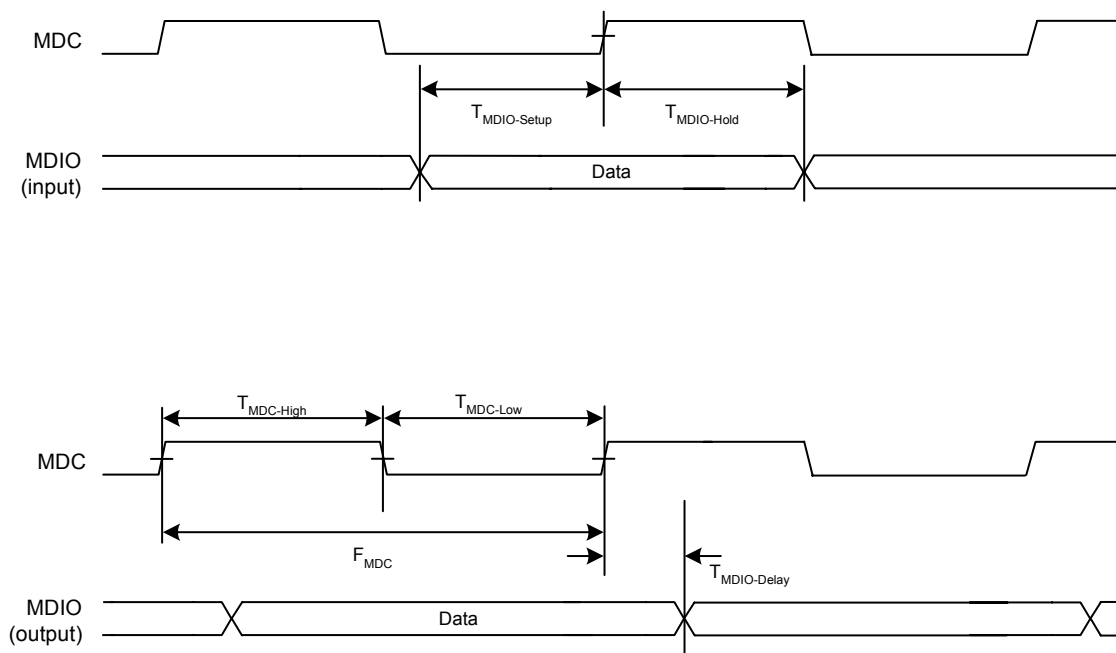 MDC
T_MDIO-Setup T_MDIO-Hold
MDIO
(input)
Data
T_MDC-High T_MDC-Low
MDC
F_MDC
T_MDIO-Delay
MDIO
(output)
Data